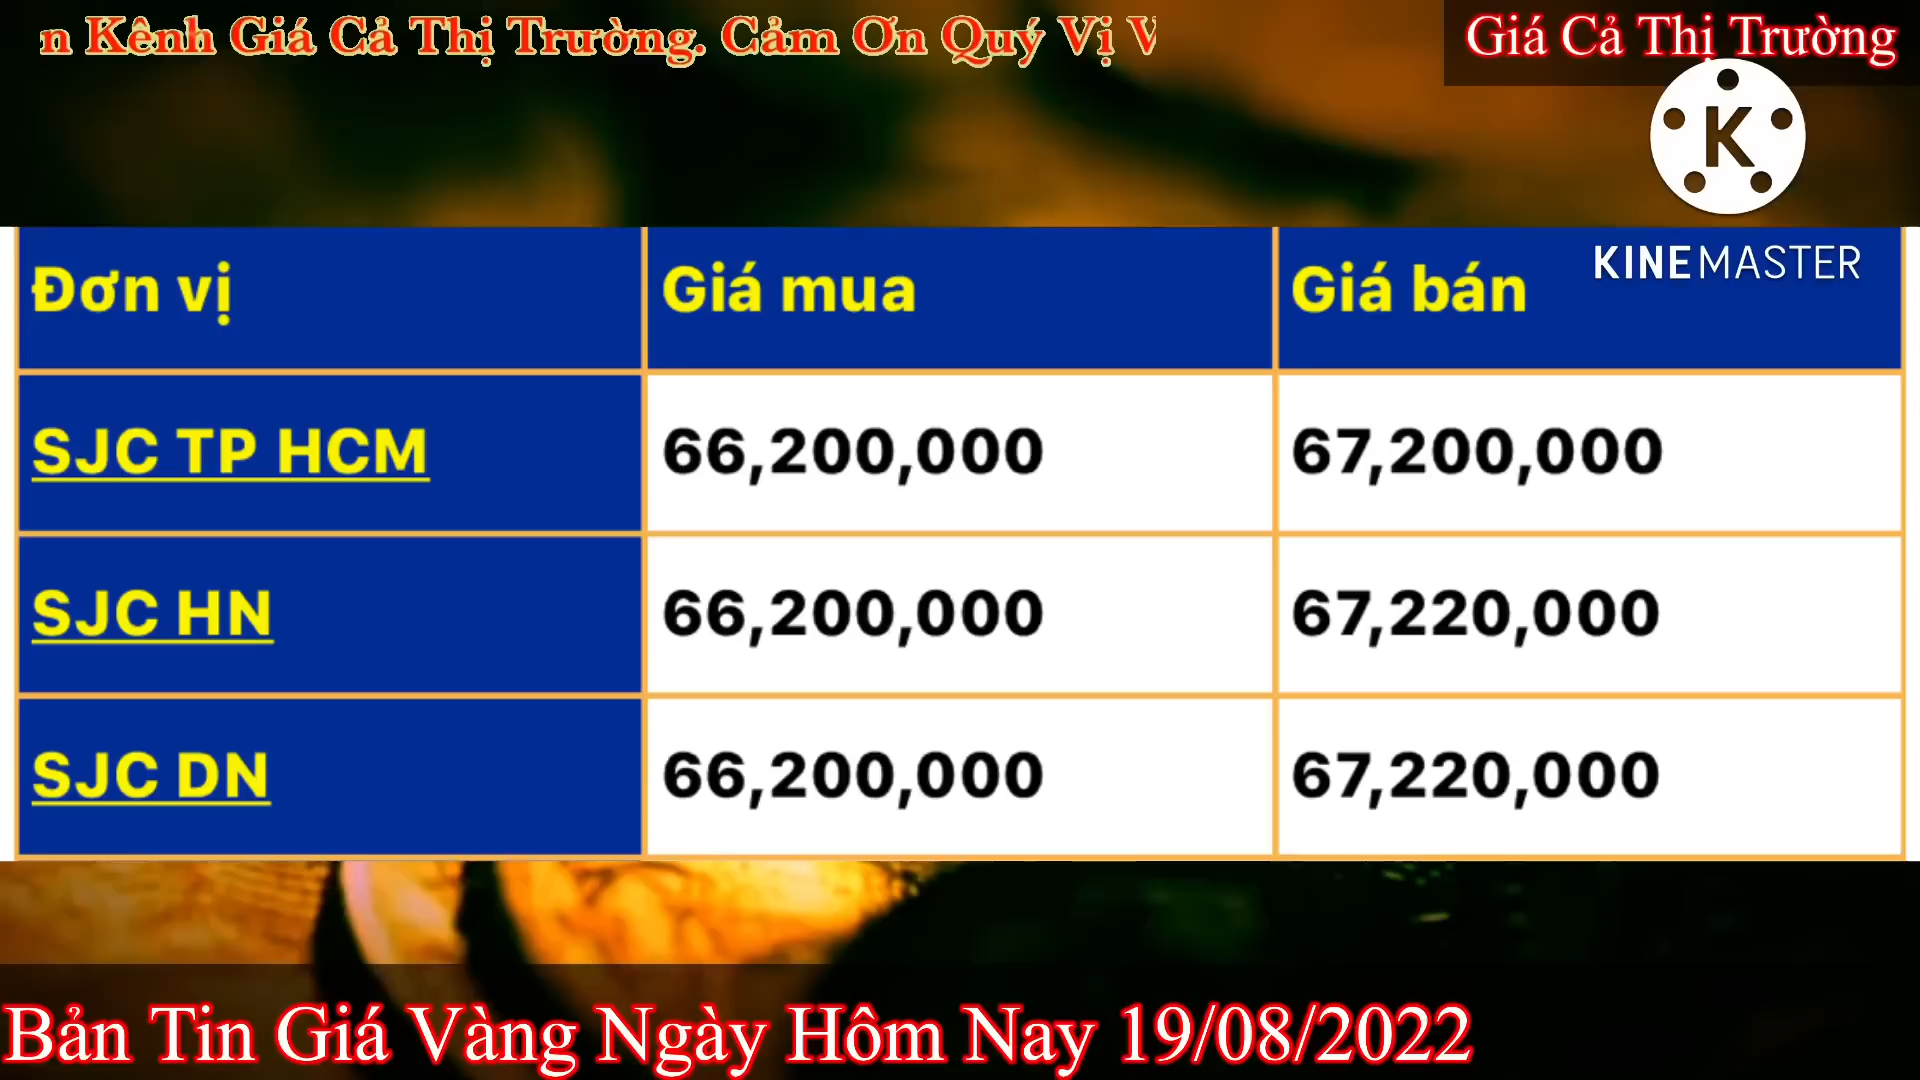 n Kênh Giá Cả Thị Trường. Cảm Ơn Quý Vị V
Giá Cả Thị Trường
K
KINEMASTER
Đơn vị Giá mua Giá bán
SJC TP HCM 66,200,000 67,200,000
SJC HN 66,200,000 67,220,000
SJC DN 66,200,000 67,220,000
Bản Tin Giá Vàng Ngày Hôm Nay 19/08/2022